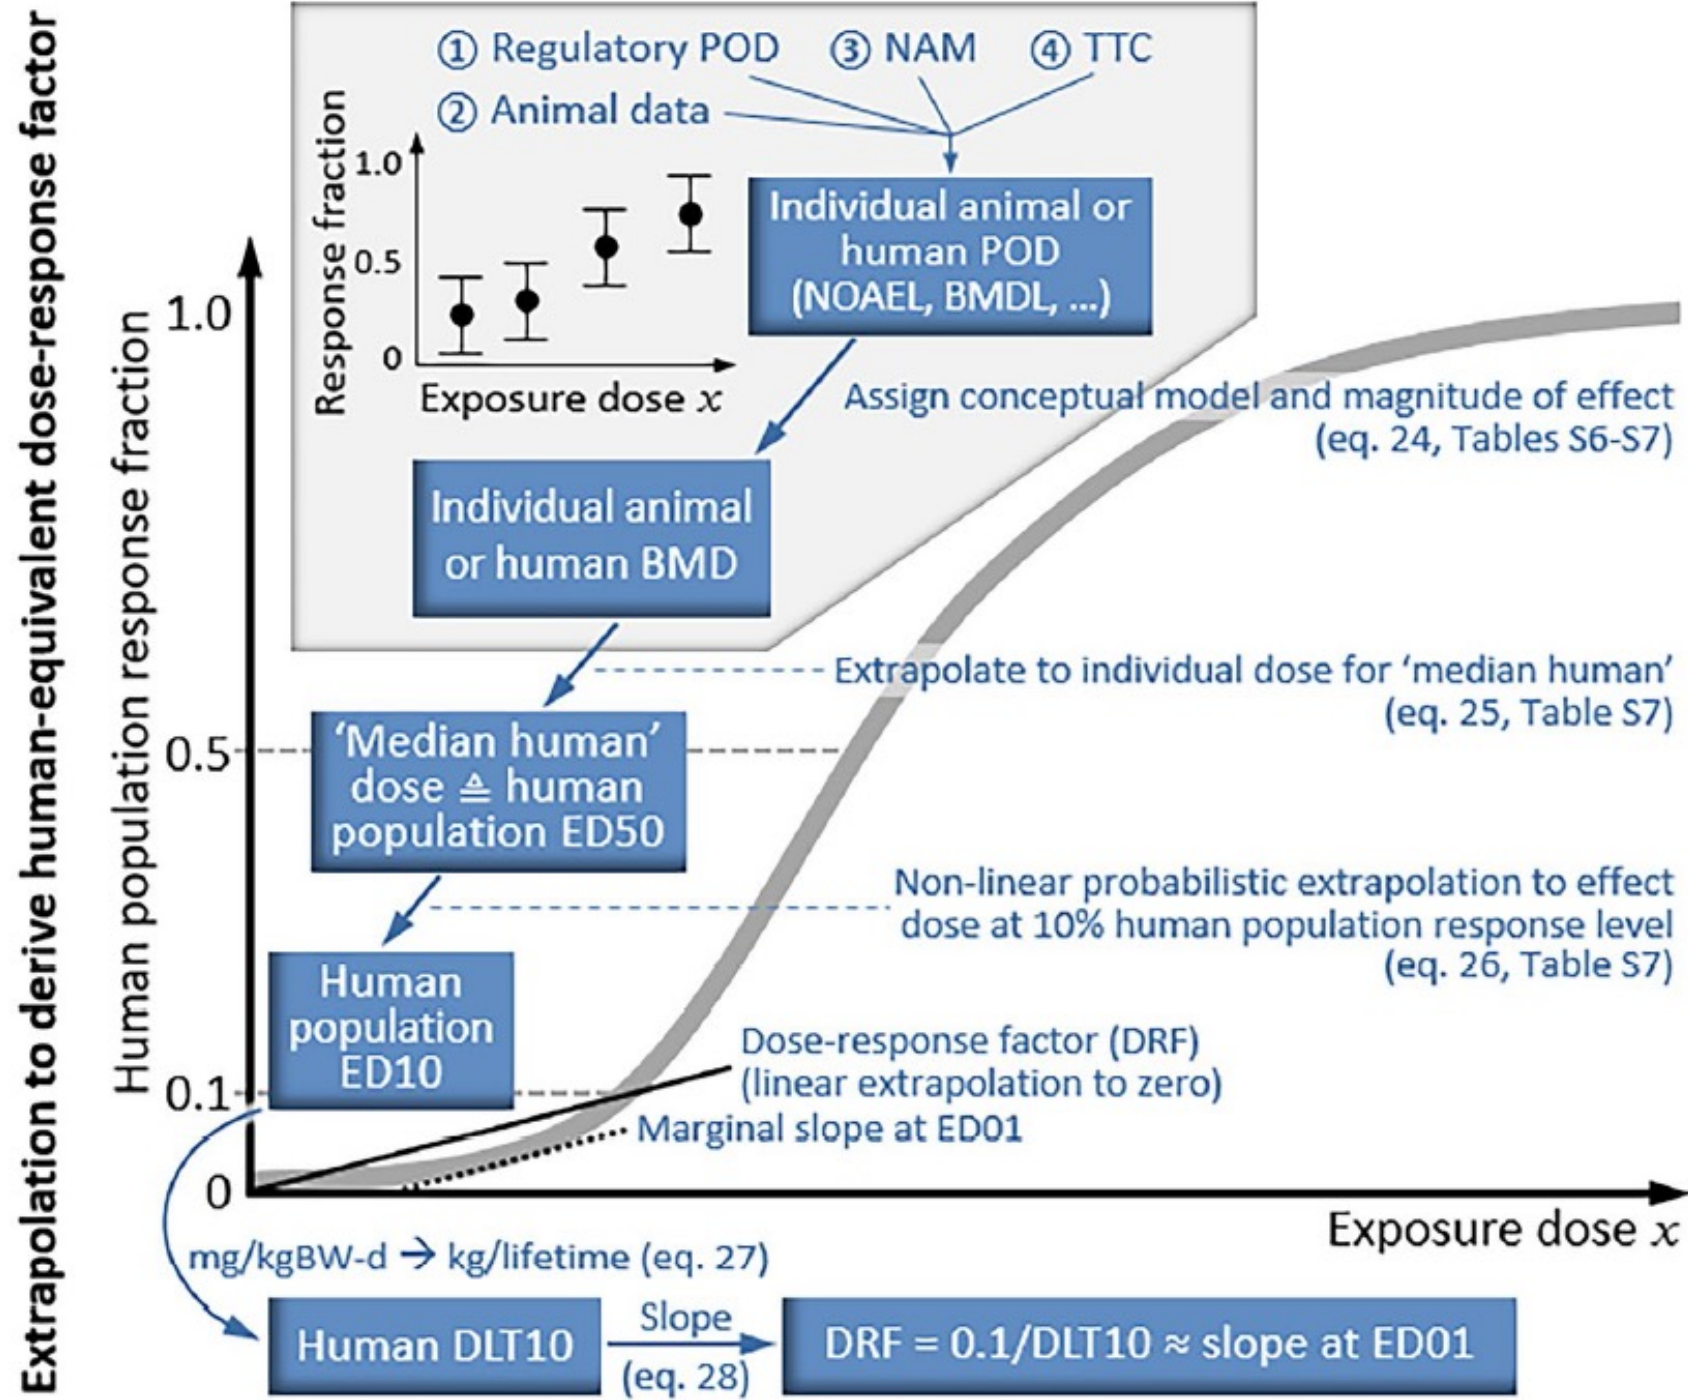 Extrapolation to derive human-equivalent dose-response factor
① Regulatory POD
③ NAM
④ TTC
② Animal data
Response fraction
1.0
0.5
0
Exposure dose x
Individual animal or
human POD
(NOAEL, BMDL, ...)
Assign conceptual model and magnitude of effect
(eq. 24, Tables S6-S7)
Individual animal
or human BMD
Extrapolate to individual dose for ‘median human’
(eq. 25, Table S7)
‘Median human’
dose ≙ human
population ED50
Non-linear probabilistic extrapolation to effect
dose at 10% human population response level
(eq. 26, Table S7)
Human
population
ED10
Human population response fraction
1.0
0.5
0.1
0
Dose-response factor (DRF)
(linear extrapolation to zero)
Marginal slope at ED01
Exposure dose x
mg/kgBW-d → kg/lifetime (eq. 27)
Human DLT10
Slope
(eq. 28)
DRF = 0.1/DLT10 ≈ slope at ED01